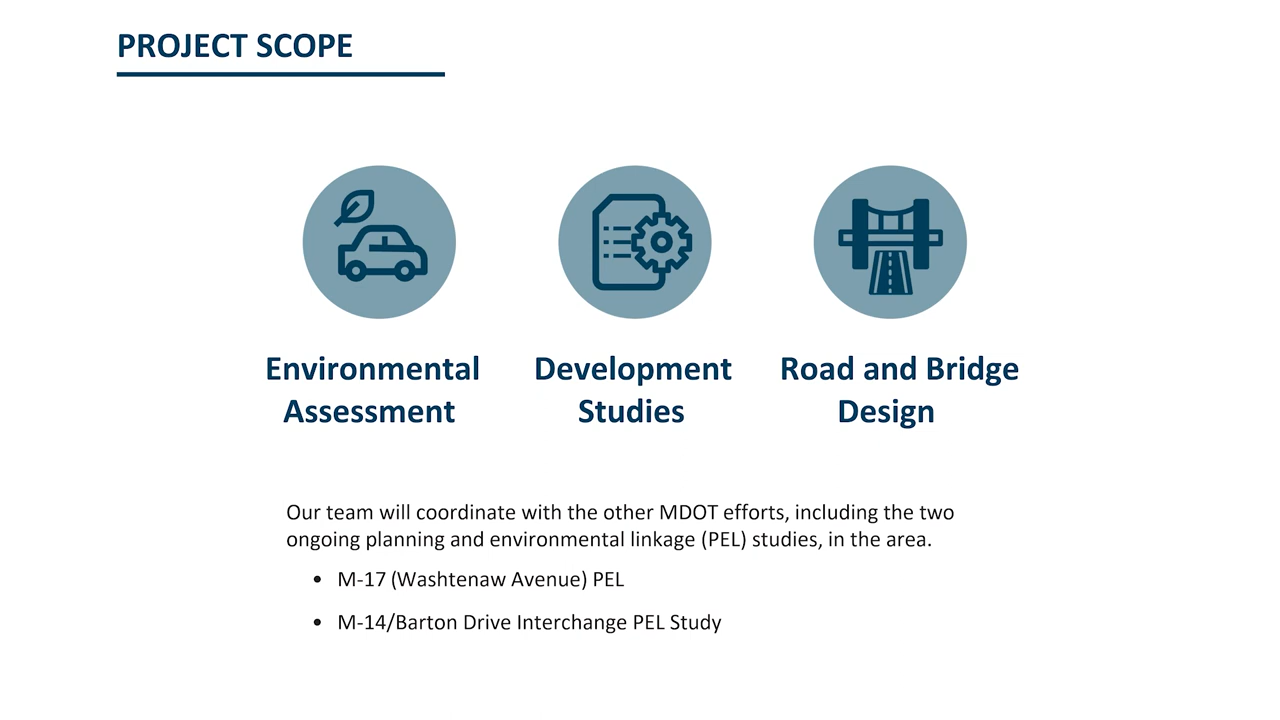 PROJECT SCOPE
Environmental
Assessment
Development
Studies
Road and Bridge
Design
Our team will coordinate with the other MDOT efforts, including the two
ongoing planning and environmental linkage (PEL) studies, in the area.
• M-17 (Washtenaw Avenue) PEL
• M-14/Barton Drive Interchange PEL Study